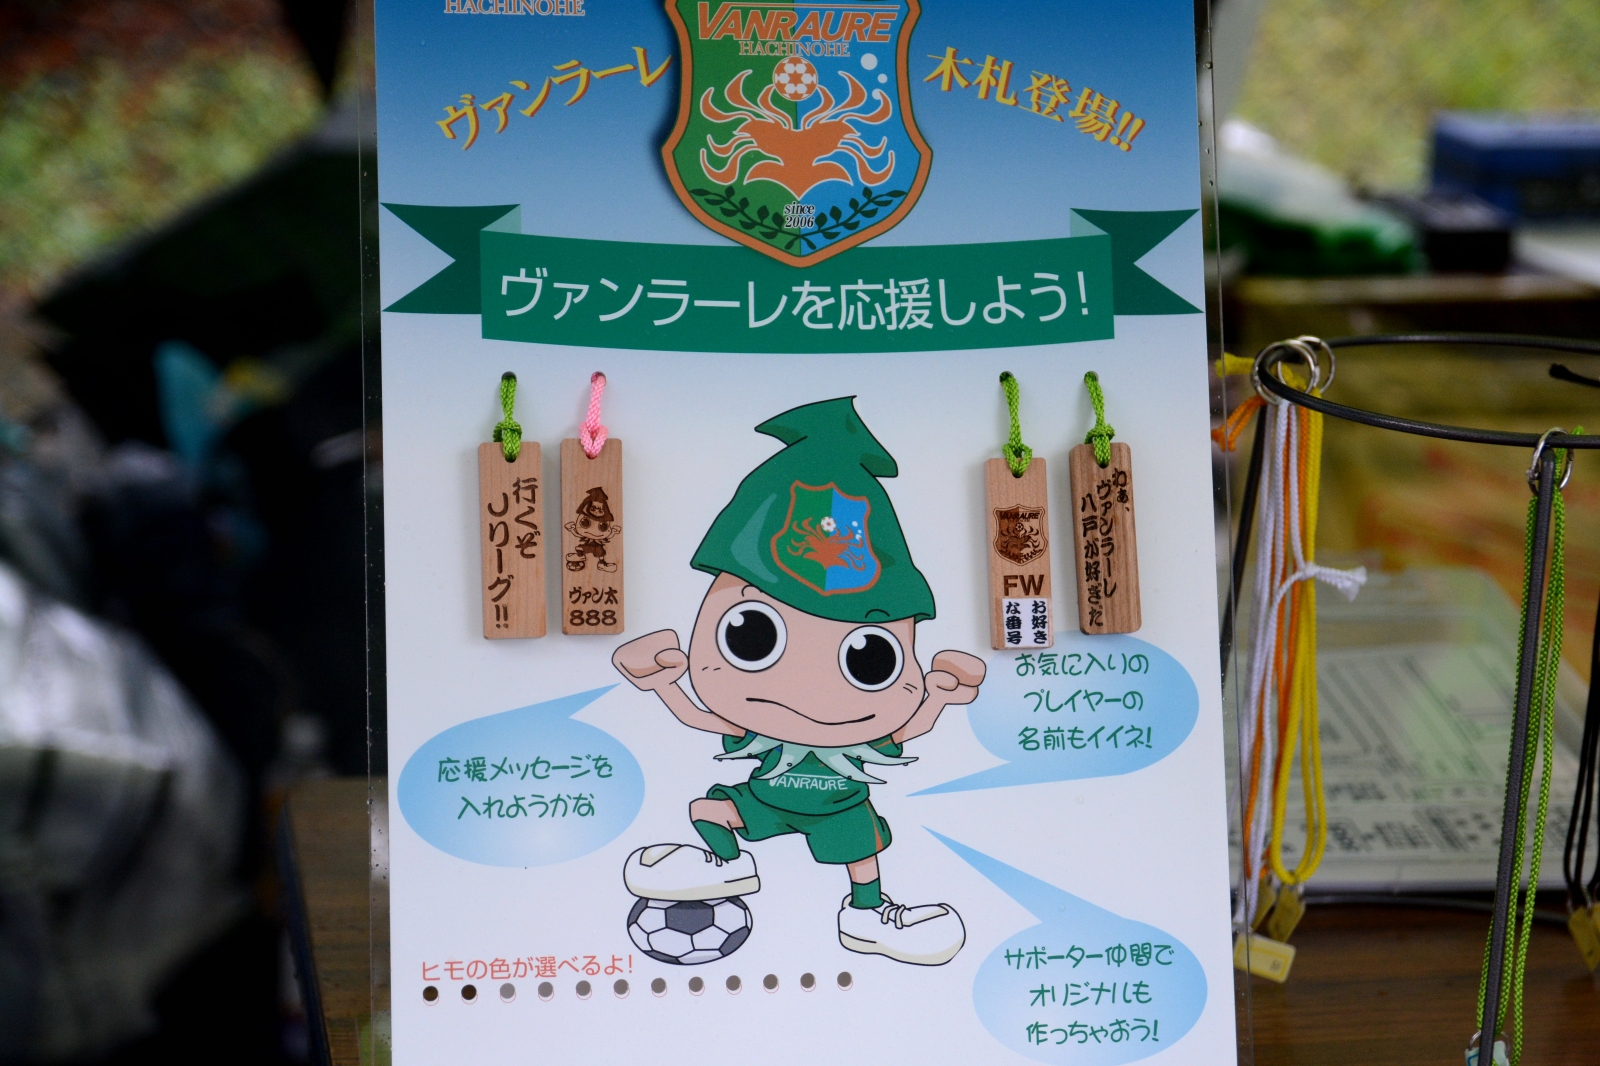 HACHINOHE
VANRAURE
HACHINOHE
ヴァンラーレ
木札登場!!
since
2006
ヴァンラーレを応援しよう!
行くぞ
Jリーグ!!
ヴァン太
888
VANRAURE
FW
お好き
な番号
わぁ、
ヴァンラーレ
八戸が好ぎだ
お気に入りの
プレイヤーの
名前もイイネ!
応援メッセージを
入れようかな
VANRAURE
ヒモの色が選べるよ!
サポーター仲間で
オリジナルも
作っちゃおう!